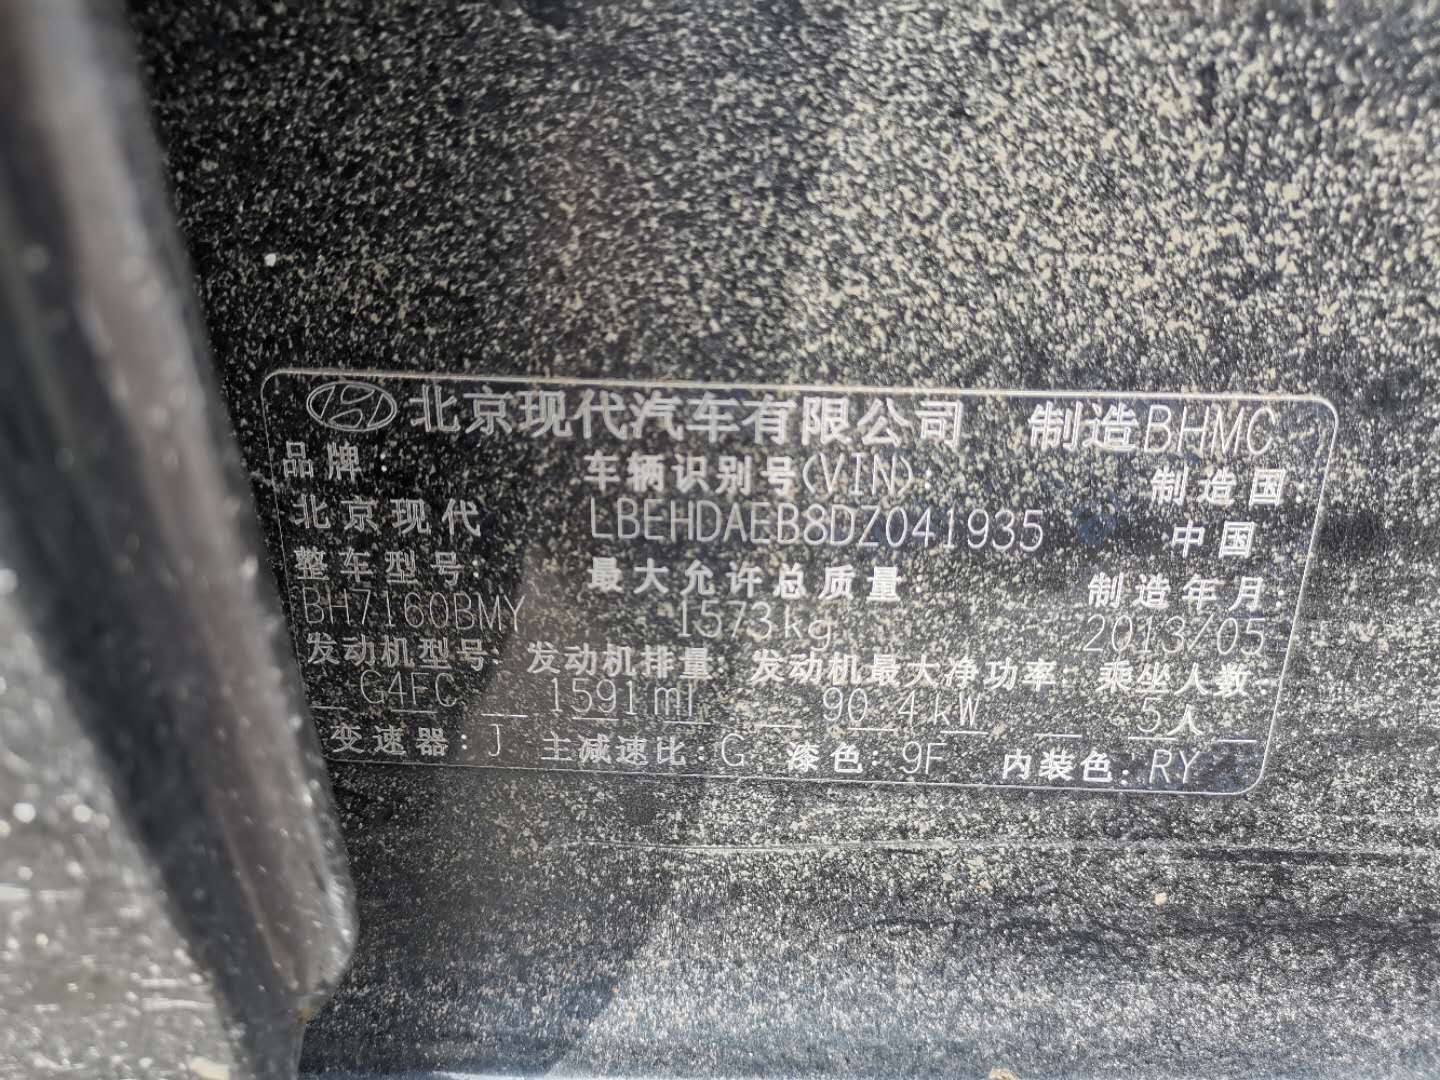 北京现代汽车有限公司 制造BHMC
品牌: 车辆识别号(VIN): 制造国:
北京现代 LBEHDAEB8DZ041935 中国
整车型号: 最大允许总质量: 制造年月:
BH7160BMY 1573kg 2013/05
发动机型号: 发动机排量: 发动机最大净功率: 乘坐人数:
G4FC 1591ml 90.4kW 5人
变速器: J 主减速比: G 漆色: 9F 内装色: RY